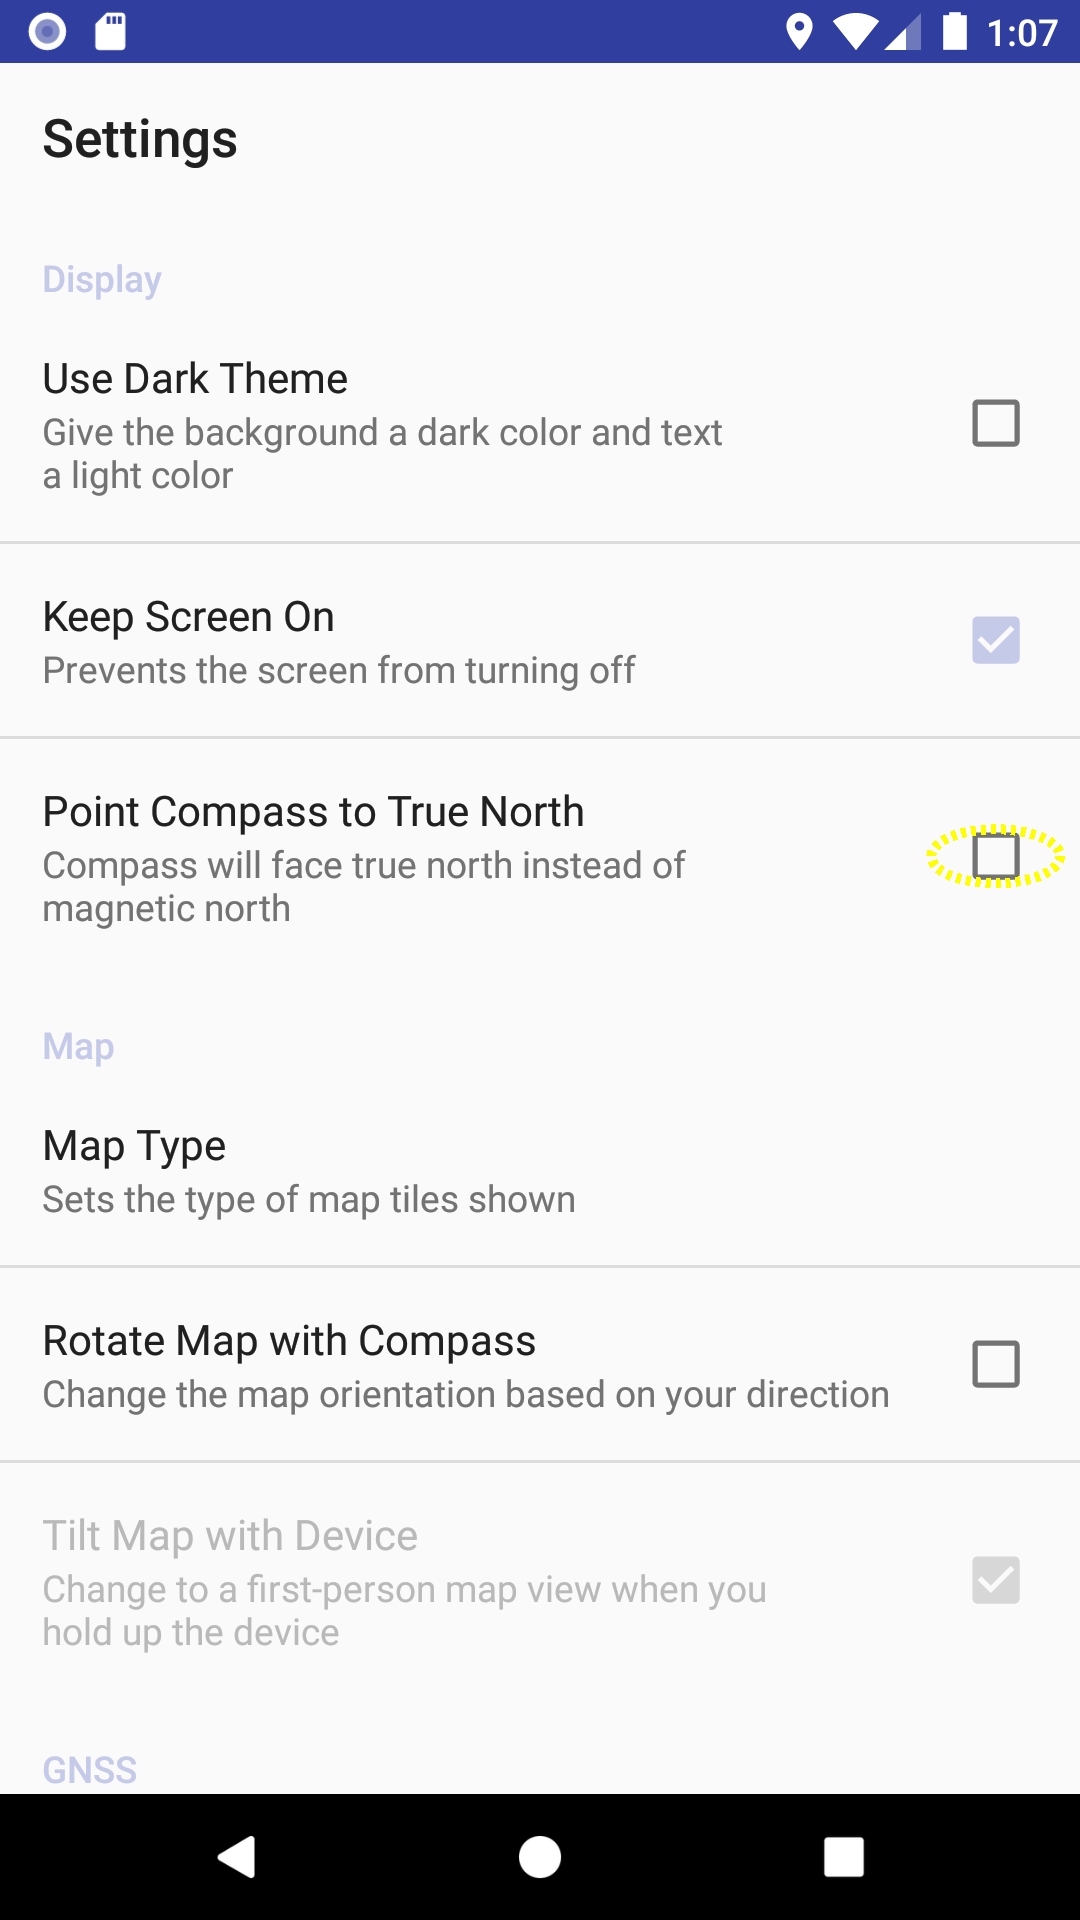 1:07
Settings
Display
Use Dark Theme
Give the background a dark color and text
a light color
Keep Screen On
Prevents the screen from turning off
Point Compass to True North
Compass will face true north instead of
magnetic north
Map
Map Type
Sets the type of map tiles shown
Rotate Map with Compass
Change the map orientation based on your direction
Tilt Map with Device
Change to a first-person map view when you
hold up the device
GNSS